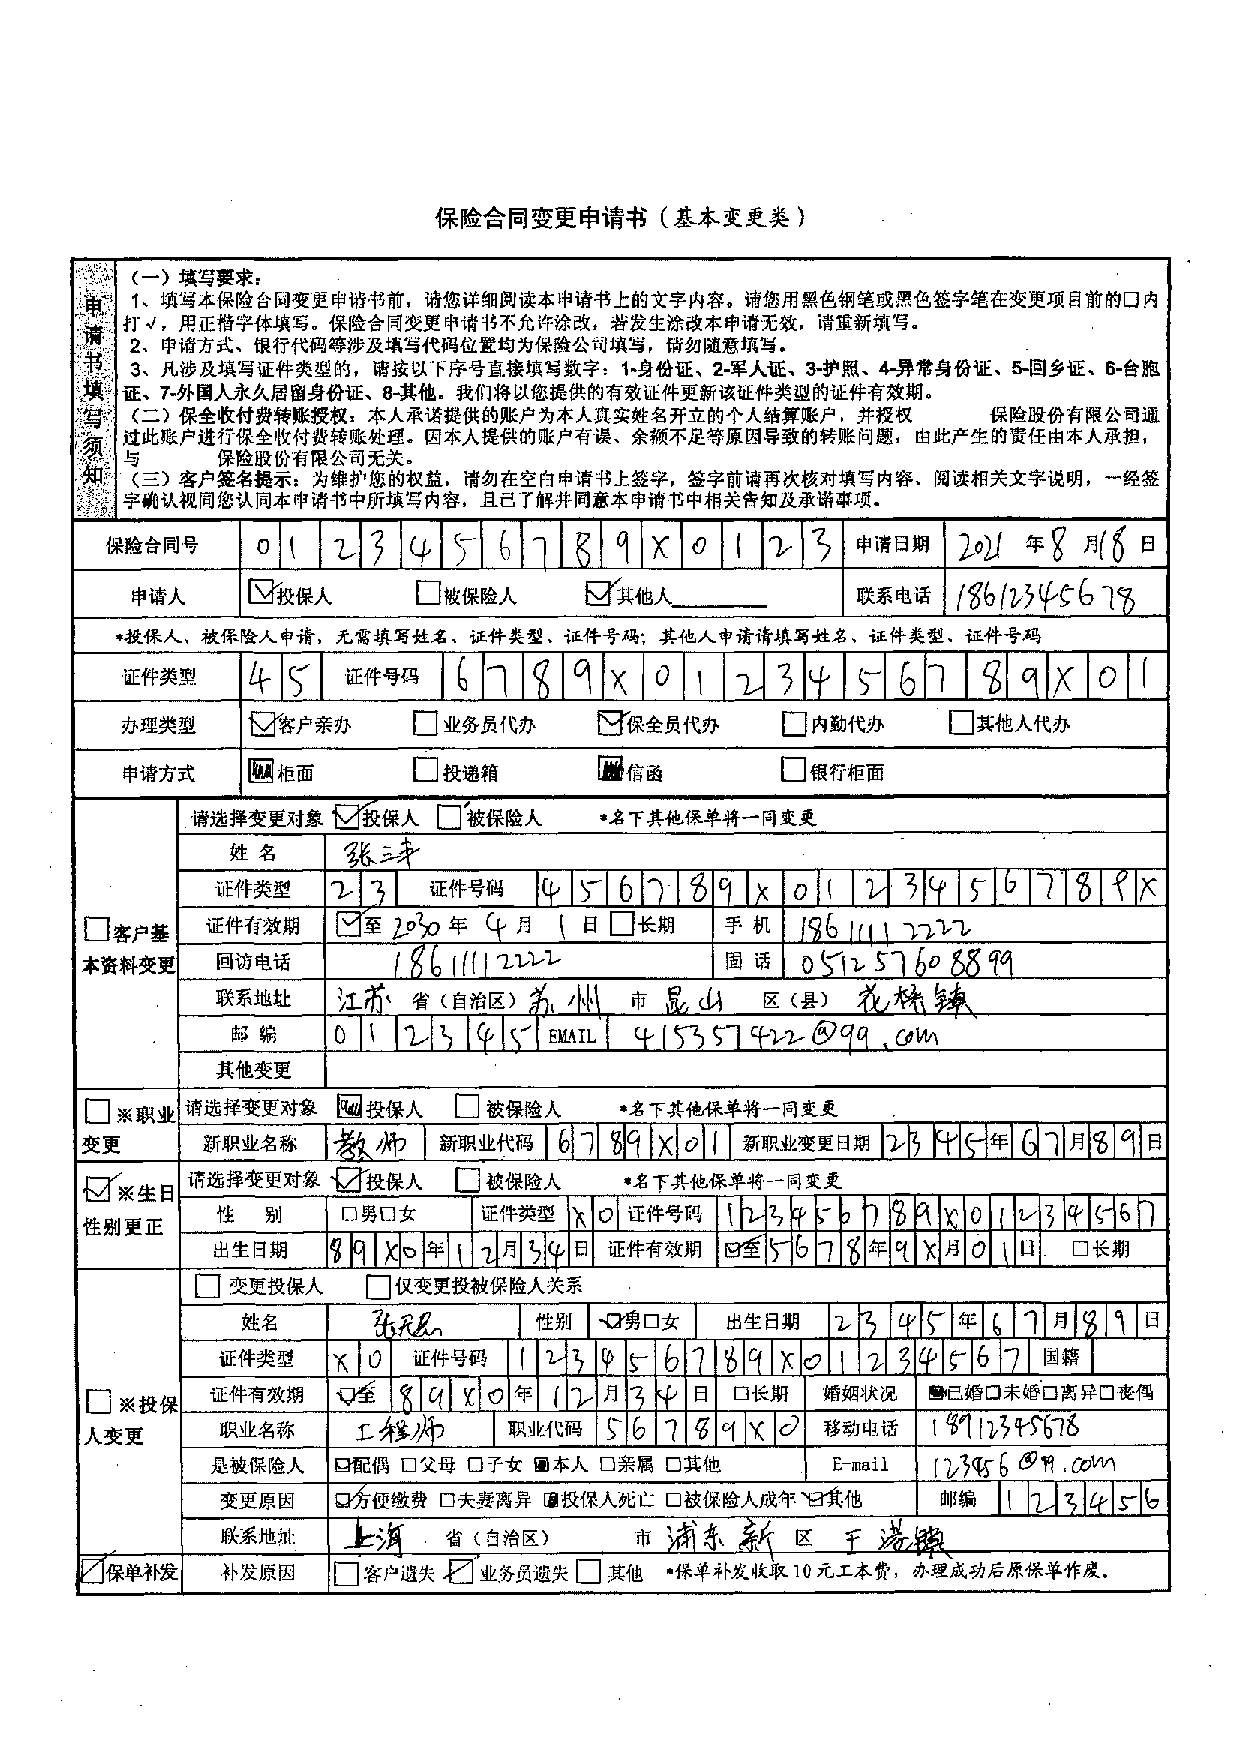 保险合同变更申请书（基本变更类）
申请书填写须知
（一）填写要求：
1、填写本保险合同变更申请书前，请您详细阅读本申请书上的文字内容。请您用黑色钢笔或黑色签字笔在变更项目前的□内
打√，用正楷字体填写。保险合同变更申请书不允许涂改，若发生涂改本申请无效，请重新填写。
2、申请方式、银行代码等涉及填写代码位置均为保险公司填写，请勿随意填写。
3、凡涉及填写证件类型的，请按以下序号直接填写数字：1-身份证、2-军人证、3-护照、4-异常身份证、5-回乡证、6-台胞
证、7-外国人永久居留身份证、8-其他。我们将以您提供的有效证件更新该证件类型的证件有效期。
（二）保全收付费转账授权：本人承诺提供的账户为本人真实姓名开立的个人结算账户，并授权 保险股份有限公司通
过此账户进行保全收付费转账处理。因本人提供的账户有误、余额不足等原因导致的转账问题，由此产生的责任由本人承担，
与 保险股份有限公司无关。
（三）客户签名提示：为维护您的权益，请勿在空白申请书上签字，签字前请再次核对填写内容、阅读相关文字说明，一经签
字确认视同您认同本申请书中所填写内容，且已了解并同意本申请书中相关告知及承诺事项。
保险合同号 0 1 2 3 4 5 6 7 8 9 X 0 1 2 3 申请日期 2021 年 8 月 18 日
申请人 ☑投保人 □被保险人 ☑其他人 联系电话 18612345678
*投保人、被保险人申请，无需填写姓名、证件类型、证件号码；其他人申请请填写姓名、证件类型、证件号码
证件类型 4 5 证件号码 6 7 8 9 X 0 1 2 3 4 5 6 7 8 9 X 0 1
办理类型 ☑客户亲办 □业务员代办 ☑保全员代办 □内勤代办 □其他人代办
申请方式 ■柜面 □投递箱 ■信函 □银行柜面
□客户基本资料变更 请选择变更对象 ☑投保人 □被保险人 *名下其他保单将一同变更
姓名 张三丰
证件类型 2 3 证件号码 4 5 6 7 8 9 X 0 1 2 3 4 5 6 7 8 9 X
证件有效期 ☑至 2030 年 4 月 1 日 □长期 手机 18611112222
回访电话 18611112222 固话 051257608899
联系地址 江苏 省（自治区） 苏州 市 昆山 区（县） 花桥镇
邮编 0 1 2 3 4 5 EMAIL 415357422@qq.com
其他变更
□※职业变更 请选择变更对象 ■投保人 □被保险人 *名下其他保单将一同变更
新职业名称 教师 新职业代码 6 7 8 9 X 0 1 新职业变更日期 2 3 4 5 年 6 7 月 8 9 日
☑※生日性别更正 请选择变更对象 ☑投保人 □被保险人 *名下其他保单将一同变更
性别 □男□女 证件类型 X 0 证件号码 1 2 3 4 5 6 7 8 9 X 0 1 2 3 4 5 6 7
出生日期 8 9 X 0 年 1 2 月 3 4 日 证件有效期 ☑至 5 6 7 8 年 9 X 月 0 1 日 □长期
□※投保人变更 □变更投保人 □仅变更投被保险人关系
姓名 张无忌 性别 ☑男□女 出生日期 2 3 4 5 年 6 7 月 8 9 日
证件类型 X 0 证件号码 1 2 3 4 5 6 7 8 9 X 0 1 2 3 4 5 6 7 国籍
证件有效期 ☑至 8 9 X 0 年 1 2 月 3 4 日 □长期 婚姻状况 ■已婚□未婚□离异□丧偶
职业名称 工程师 职业代码 5 6 7 8 9 X 0 移动电话 18912345678
是被保险人 ☑配偶 □父母 □子女 ■本人 □亲属 □其他 E-mail 123456@qq.com
变更原因 ☑方便缴费 □夫妻离异 ■投保人死亡 □被保险人成年 ☑其他 邮编 1 2 3 4 5 6
联系地址 上海 省（自治区） 市 浦东新 区 王港镇
☑保单补发 补发原因 □客户遗失 ☑业务员遗失 □其他 *保单补发收取10元工本费，办理成功后原保单作废。